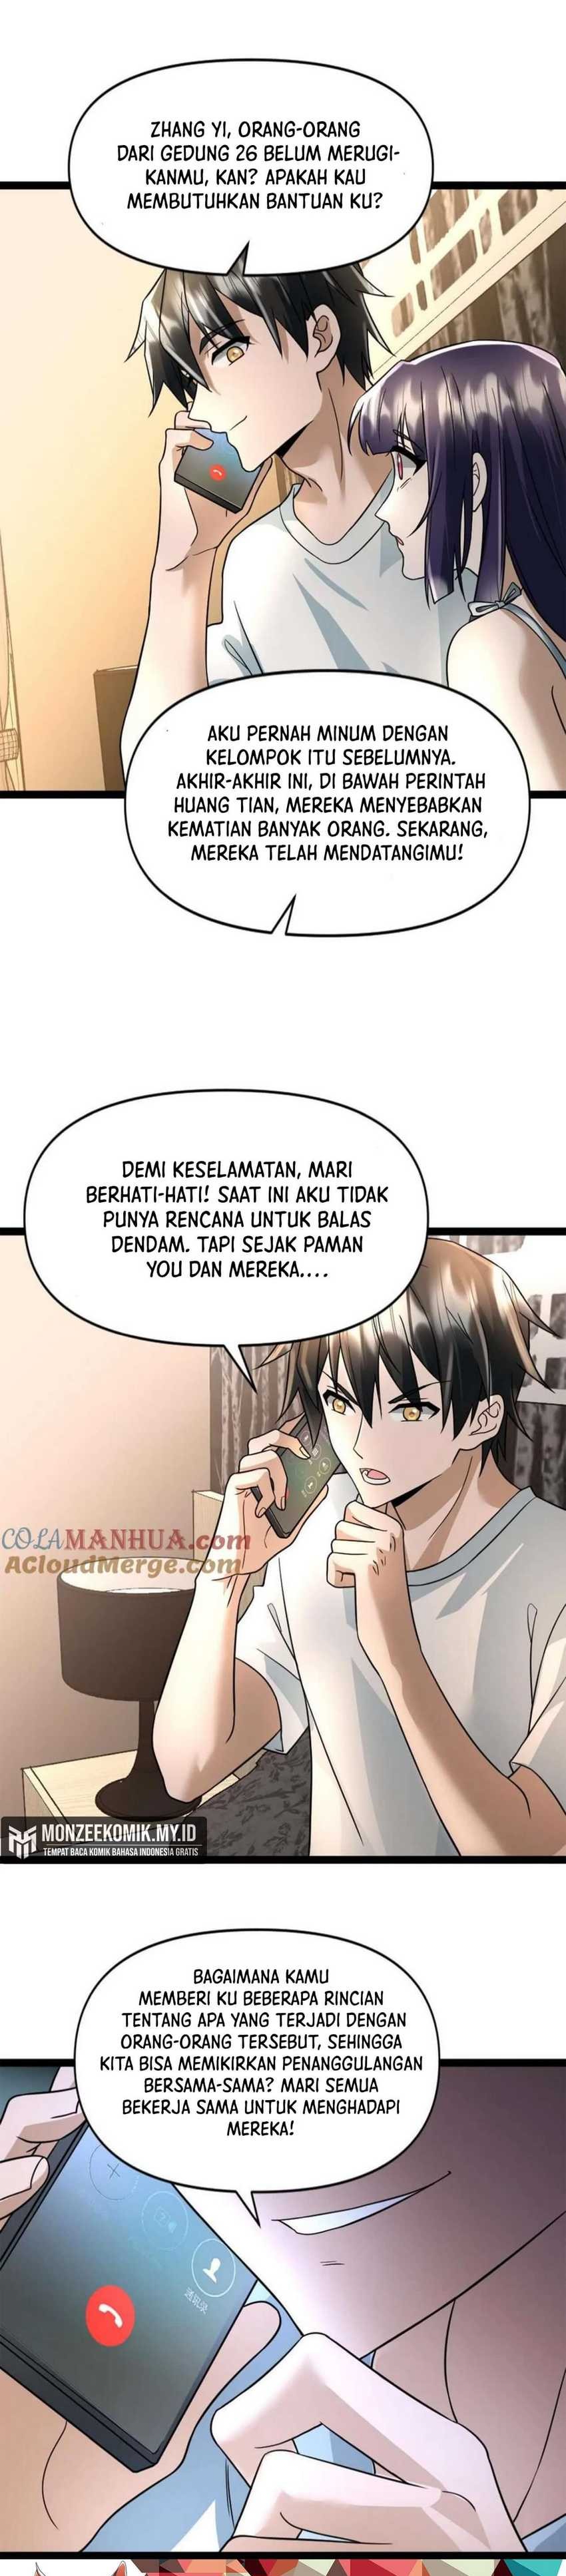 ZHANG YI, ORANG-ORANG
DARI GEDUNG 26 BELUM MERUGI-
KANMU, KAN? APAKAH KAU
MEMBUTUHKAN BANTUAN KU?
AKU PERNAH MINUM DENGAN
KELOMPOK ITU SEBELUMNYA.
AKHIR-AKHIR INI, DI BAWAH PERINTAH
HUANG TIAN, MEREKA MENYEBABKAN
KEMATIAN BANYAK ORANG. SEKARANG,
MEREKA TELAH MENDATANGIMU!
DEMI KESELAMATAN, MARI
BERHATI-HATI! SAAT INI AKU TIDAK
PUNYA RENCANA UNTUK BALAS
DENDAM. TAPI SEJAK PAMAN
YOU DAN MEREKA....
COLAMANHUA.com
AcloudMerge.com
MONZEEKOMIK.MY.ID
TEMPAT BACA KOMIK BAHASA INDONESIA GRATIS
BAGAIMANA KAMU
MEMBERI KU BEBERAPA RINCIAN
TENTANG APA YANG TERJADI DENGAN
ORANG-ORANG TERSEBUT, SEHINGGA
KITA BISA MEMIKIRKAN PENANGGULANGAN
BERSAMA-SAMA? MARI SEMUA
BEKERJA SAMA UNTUK MENGHADAPI
MEREKA!
通讯录